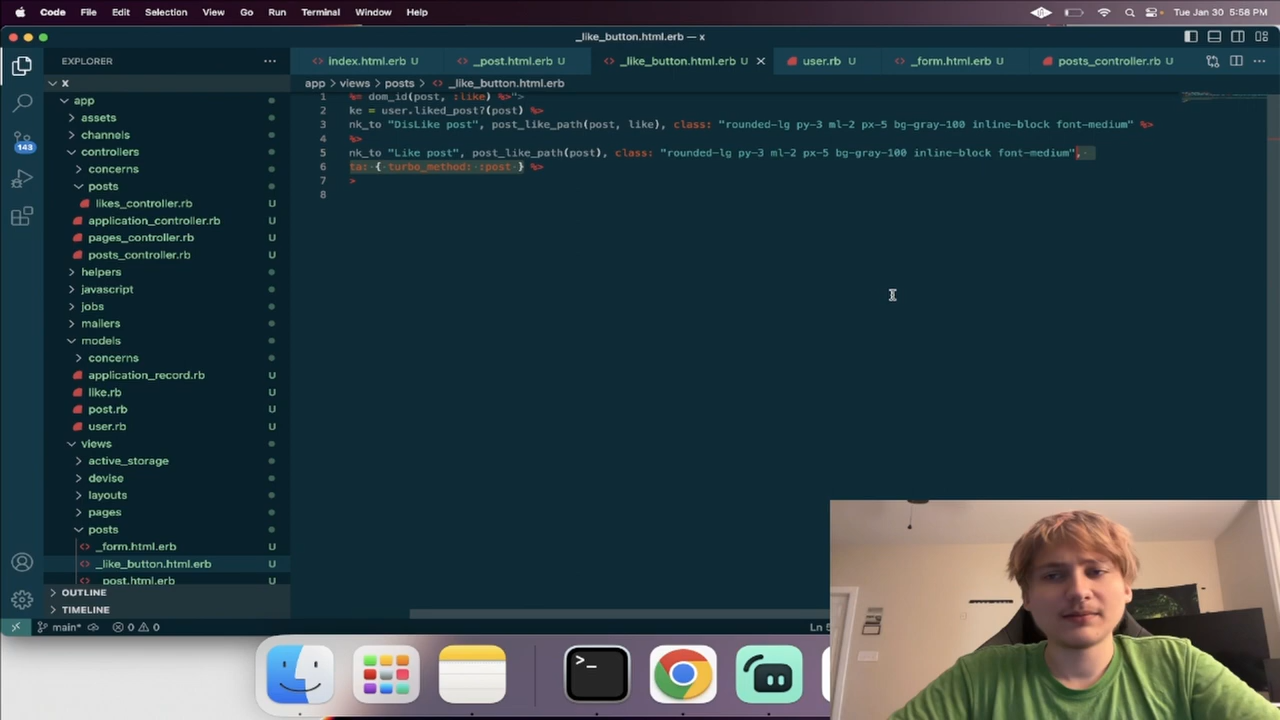 Code File Edit Selection View Go Run Terminal Window Help Tue Jan 30 5:58 PM
_like_button.html.erb — x
EXPLORER
index.html.erb U _post.html.erb U _like_button.html.erb U user.rb U _form.html.erb U posts_controller.rb U
app > views > posts > _like_button.html.erb
X
app
assets
channels
controllers
concerns
posts
likes_controller.rb U
application_controller.rb U
pages_controller.rb U
posts_controller.rb U
helpers
javascript
jobs
mailers
models
concerns
application_record.rb U
like.rb U
post.rb U
user.rb U
views
active_storage
devise
layouts
pages
posts
_form.html.erb U
_like_button.html.erb U
_post.html.erb U
OUTLINE
TIMELINE
143
1 %= dom_id(post, :like) %>">
2 ke = user.liked_post?(post) %>
3 nk_to "DisLike post", post_like_path(post, like), class: "rounded-lg py-3 ml-2 px-5 bg-gray-100 inline-block font-medium" %>
4 %>
5 nk_to "Like post", post_like_path(post), class: "rounded-lg py-3 ml-2 px-5 bg-gray-100 inline-block font-medium",
6 ta: { turbo_method: :post } %>
7 >
8
main* 0 0